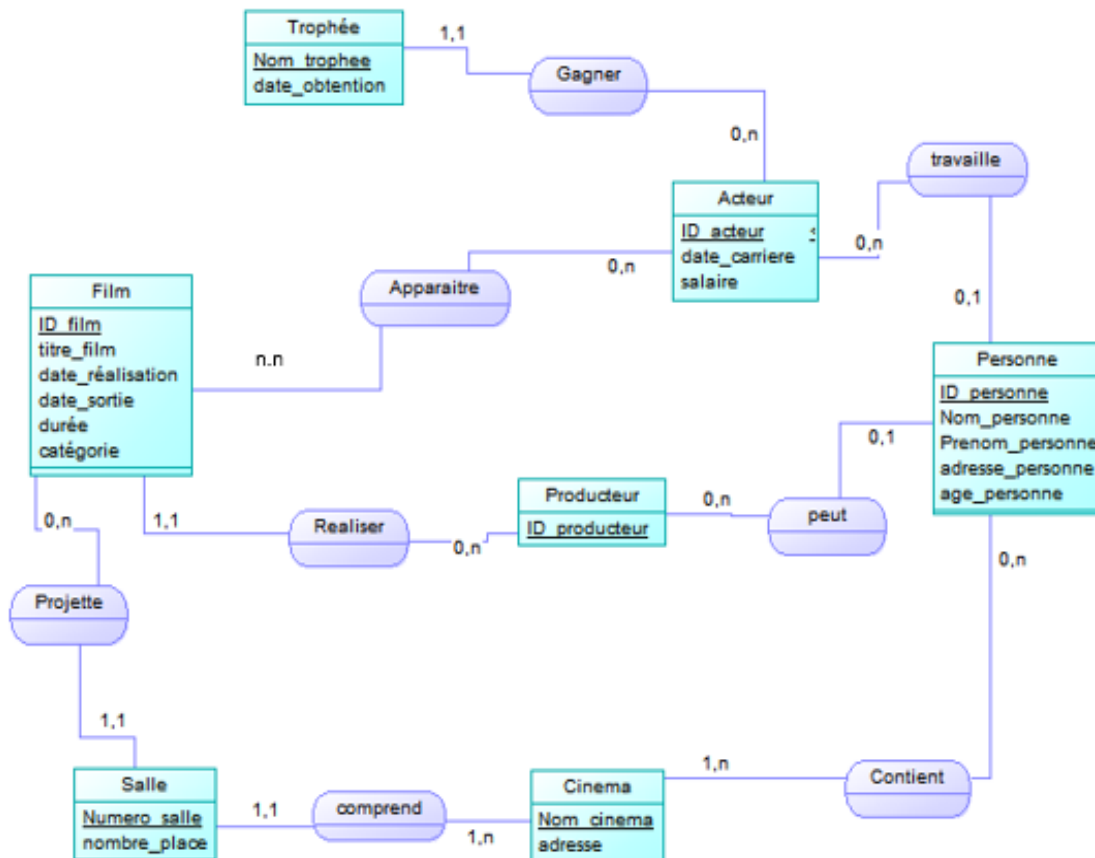 Trophée
Nom_trophee
date_obtention
1,1
Gagner
0,n
travaille
Acteur
ID_acteur
date_carriere
salaire
0,n
0,n
Apparaitre
n.n
0,1
Film
ID_film
titre_film
date_réalisation
date_sortie
durée
catégorie
Personne
ID_personne
Nom_personne
Prenom_personne
adresse_personne
age_personne
0,1
Producteur
ID_producteur
0,n
peut
0,n
1,1
Realiser
0,n
0,n
Projette
1,1
Salle
Numero_salle
nombre_place
1,1
comprend
1,n
Cinema
Nom_cinema
adresse
1,n
Contient